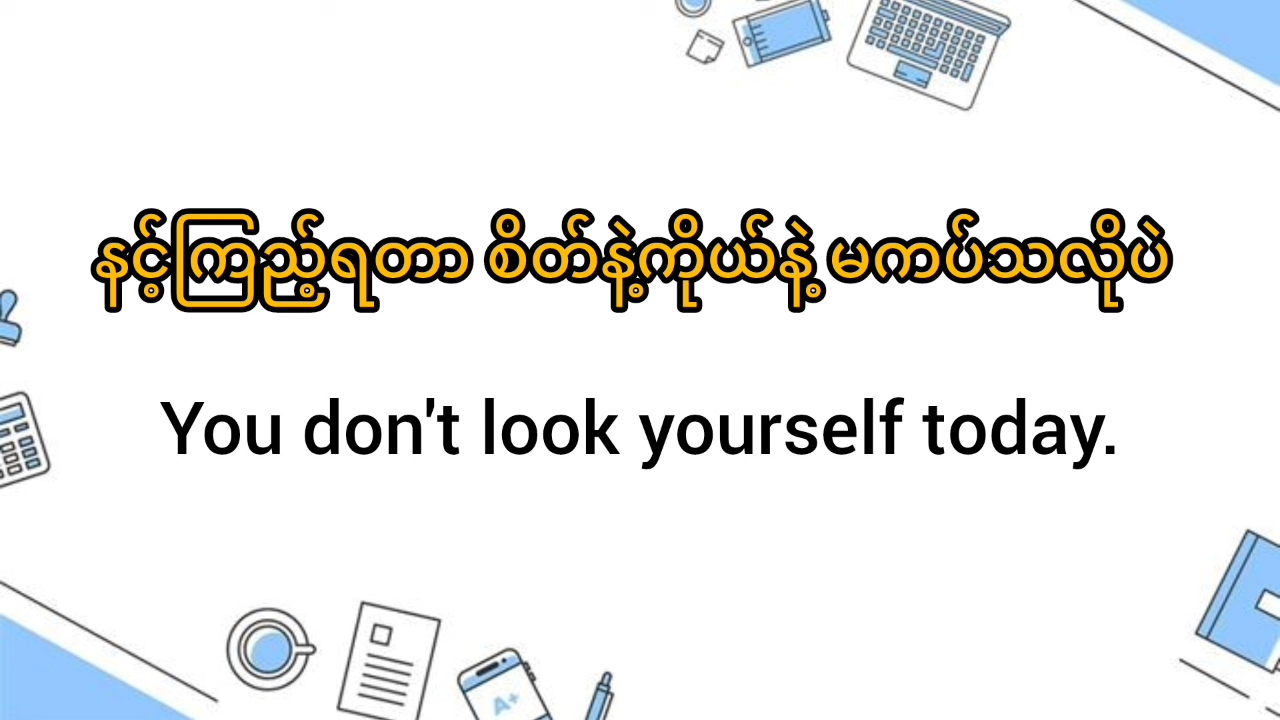 နင့်ကြည့်ရတာ စိတ်နဲ့ကိုယ်နဲ့ မကပ်သလိုပဲ
You don't look yourself today.
A+